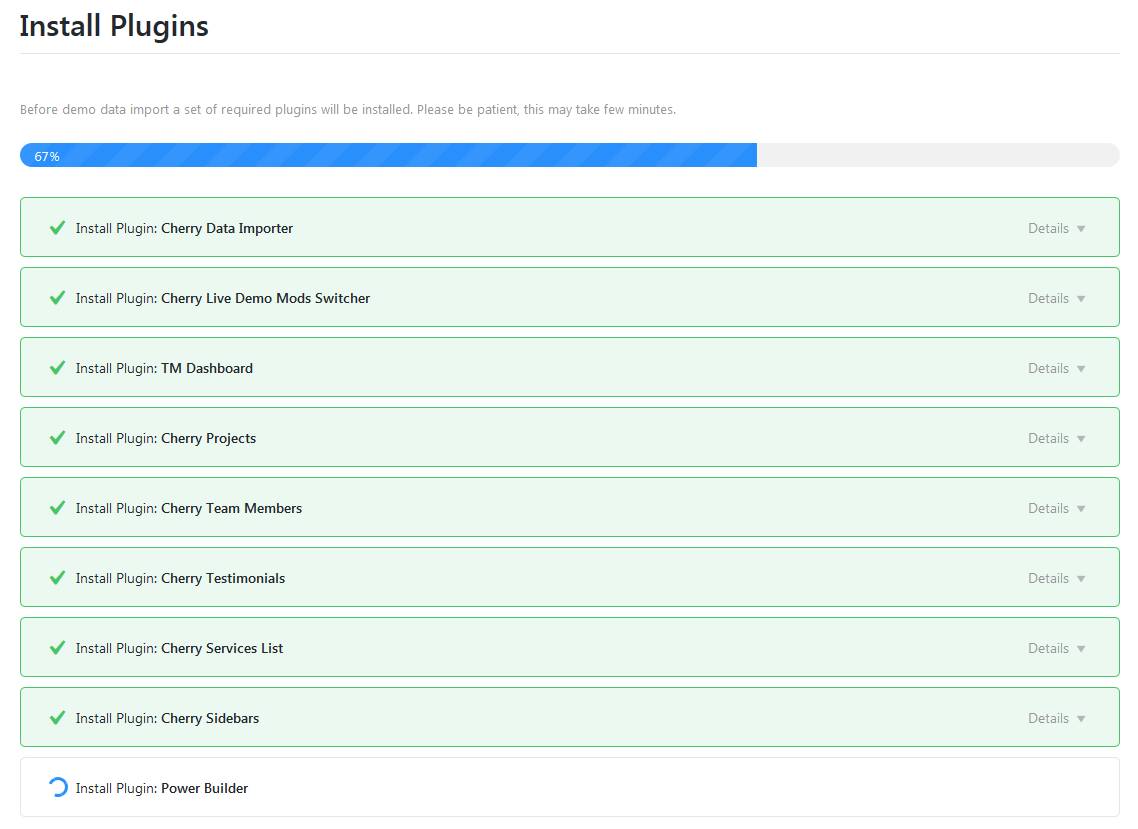 Install Plugins
Before demo data import a set of required plugins will be installed. Please be patient, this may take few minutes.
67%
Install Plugin: Cherry Data Importer Details ▼
Install Plugin: Cherry Live Demo Mods Switcher Details ▼
Install Plugin: TM Dashboard Details ▼
Install Plugin: Cherry Projects Details ▼
Install Plugin: Cherry Team Members Details ▼
Install Plugin: Cherry Testimonials Details ▼
Install Plugin: Cherry Services List Details ▼
Install Plugin: Cherry Sidebars Details ▼
Install Plugin: Power Builder